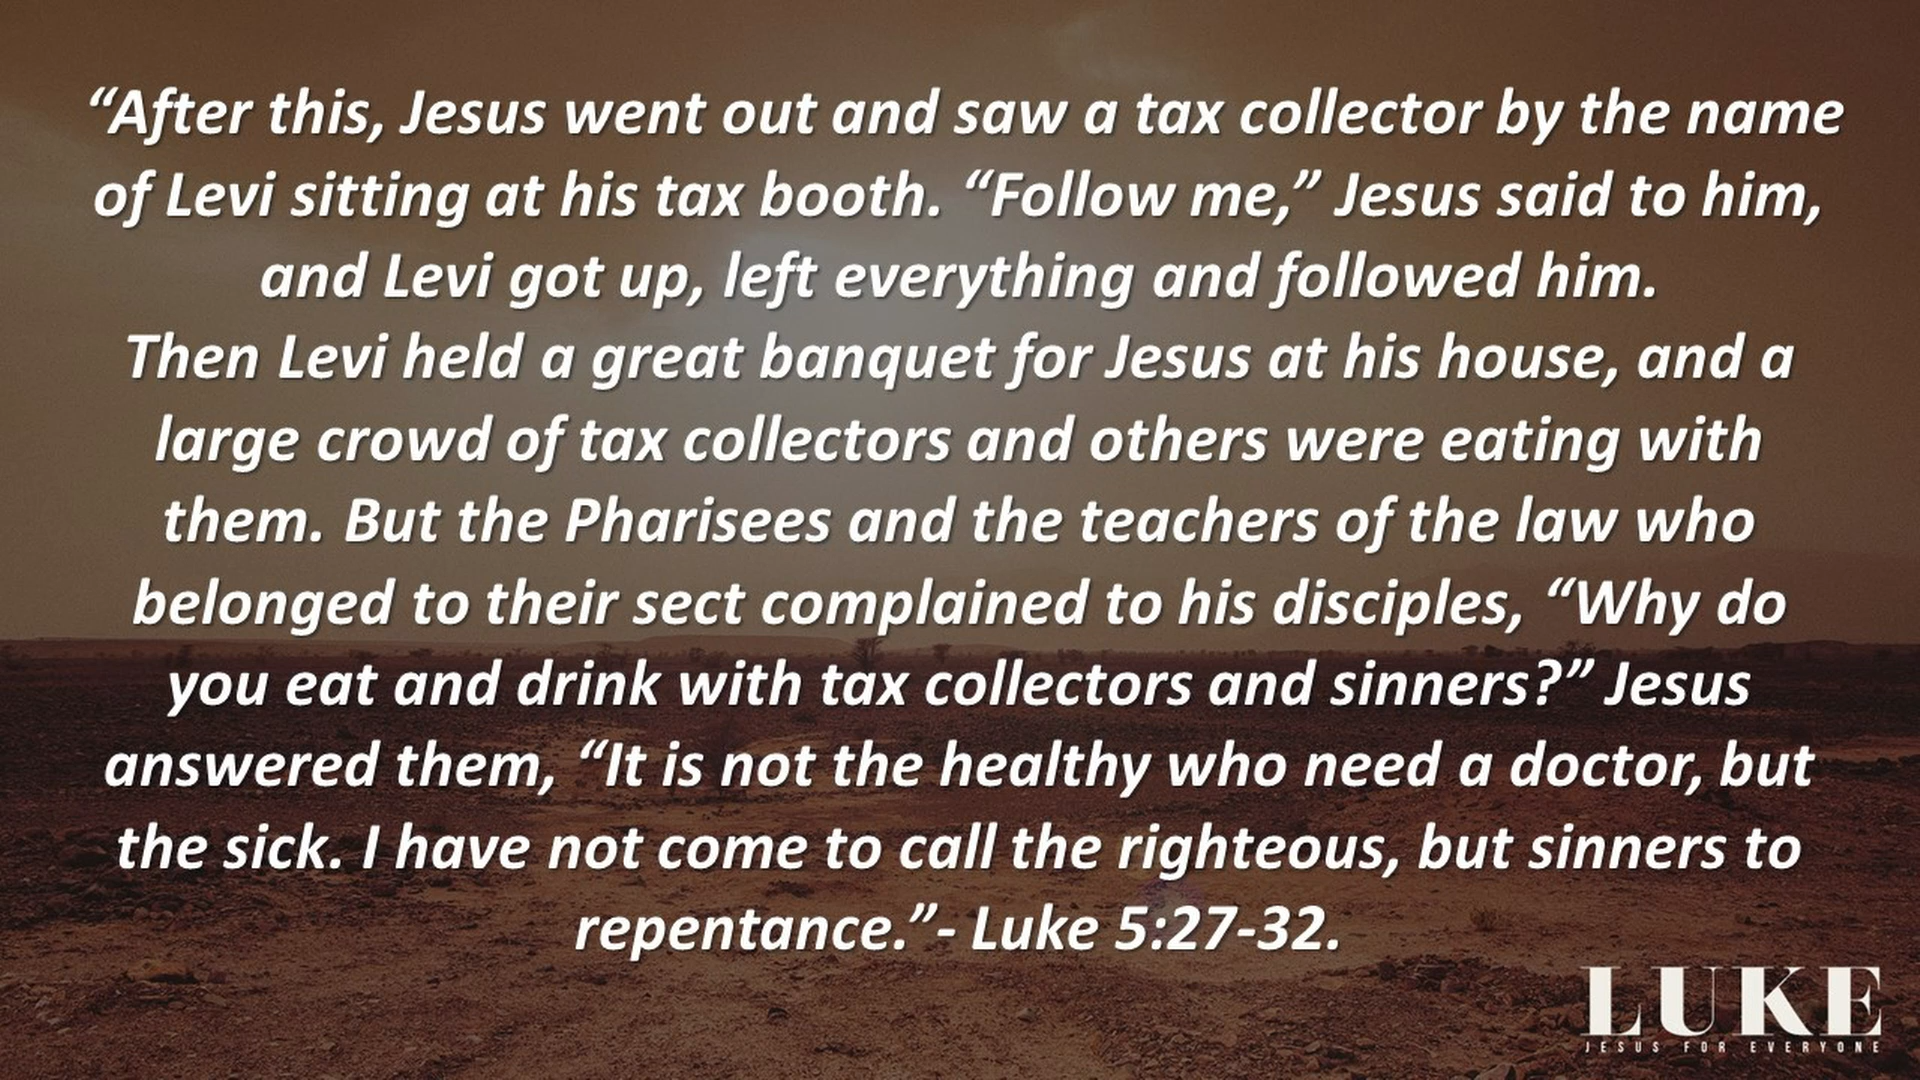 “After this, Jesus went out and saw a tax collector by the name
of Levi sitting at his tax booth. “Follow me,” Jesus said to him,
and Levi got up, left everything and followed him.
Then Levi held a great banquet for Jesus at his house, and a
large crowd of tax collectors and others were eating with
them. But the Pharisees and the teachers of the law who
belonged to their sect complained to his disciples, “Why do
you eat and drink with tax collectors and sinners?” Jesus
answered them, “It is not the healthy who need a doctor, but
the sick. I have not come to call the righteous, but sinners to
repentance.”- Luke 5:27-32.
LUKE
JESUS FOR EVERYONE